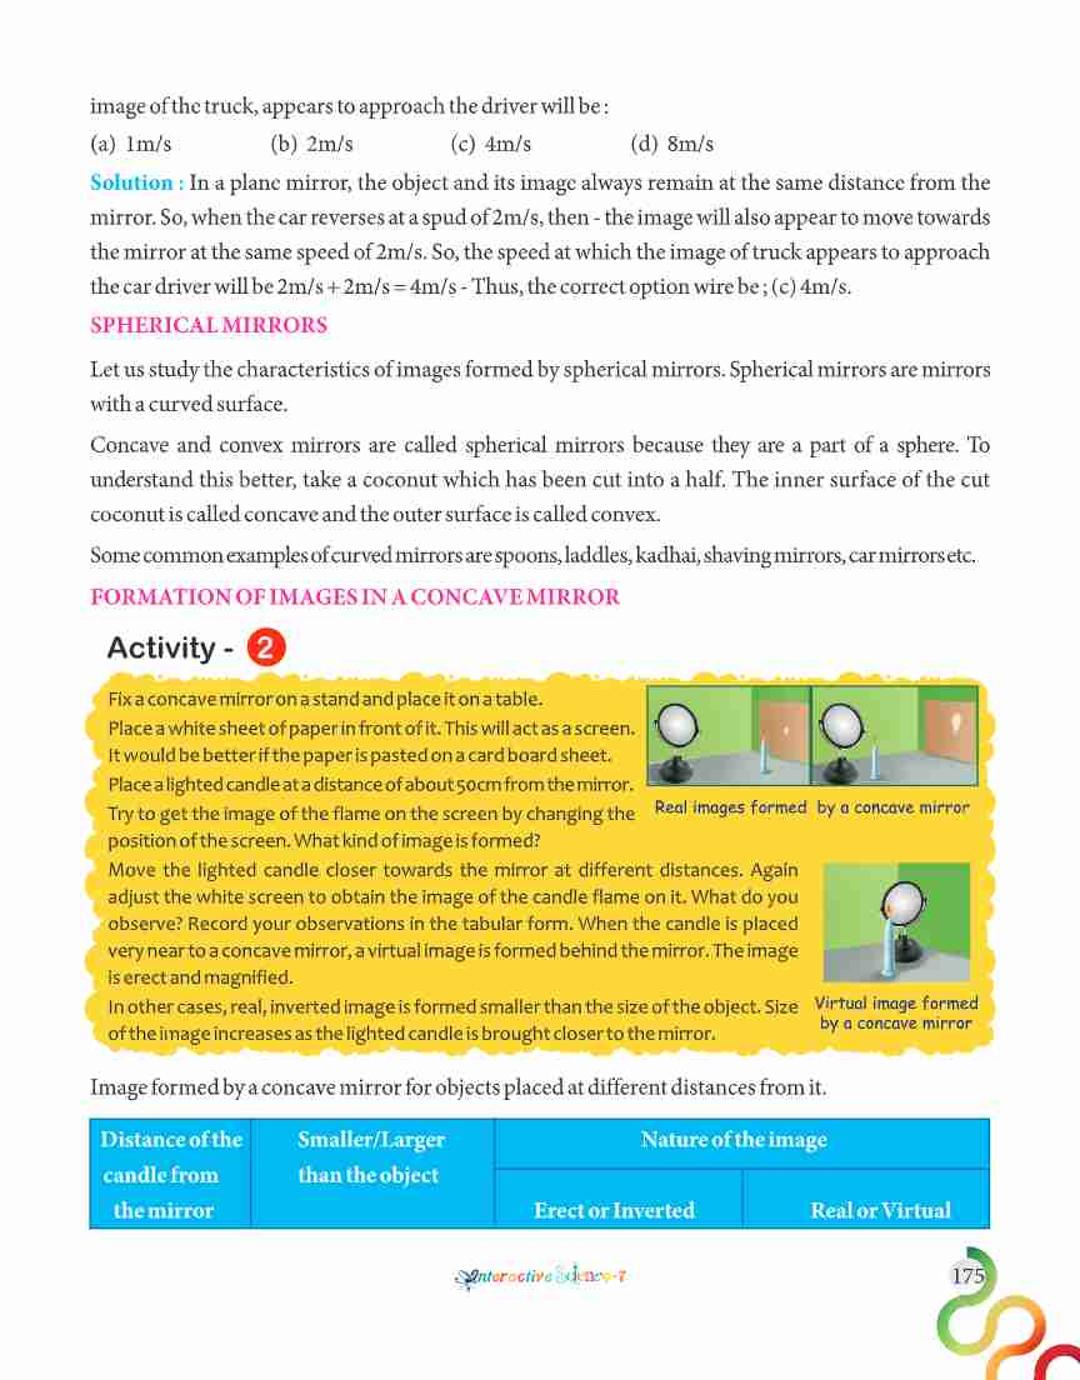 image of the truck, appears to approach the driver will be :
(a) 1m/s (b) 2m/s (c) 4m/s (d) 8m/s
Solution : In a plane mirror, the object and its image always remain at the same distance from the
mirror. So, when the car reverses at a spud of 2m/s, then - the image will also appear to move towards
the mirror at the same speed of 2m/s. So, the speed at which the image of truck appears to approach
the car driver will be 2m/s + 2m/s = 4m/s - Thus, the correct option wire be ; (c) 4m/s.
SPHERICAL MIRRORS
Let us study the characteristics of images formed by spherical mirrors. Spherical mirrors are mirrors
with a curved surface.
Concave and convex mirrors are called spherical mirrors because they are a part of a sphere. To
understand this better, take a coconut which has been cut into a half. The inner surface of the cut
coconut is called concave and the outer surface is called convex.
Some common examples of curved mirrors are spoons, laddles, kadhai, shaving mirrors, car mirrors etc.
FORMATION OF IMAGES IN A CONCAVE MIRROR
Activity - 2
Fix a concave mirror on a stand and place it on a table.
Place a white sheet of paper in front of it. This will act as a screen.
It would be better if the paper is pasted on a card board sheet.
Place a lighted candle at a distance of about 50cm from the mirror.
Try to get the image of the flame on the screen by changing the
position of the screen. What kind of image is formed?
Real images formed by a concave mirror
Move the lighted candle closer towards the mirror at different distances. Again
adjust the white screen to obtain the image of the candle flame on it. What do you
observe? Record your observations in the tabular form. When the candle is placed
very near to a concave mirror, a virtual image is formed behind the mirror. The image
is erect and magnified.
In other cases, real, inverted image is formed smaller than the size of the object. Size
of the image increases as the lighted candle is brought closer to the mirror.
Virtual image formed
by a concave mirror
Image formed by a concave mirror for objects placed at different distances from it.
Distance of the
candle from
the mirror
Smaller/Larger
than the object
Nature of the image
Erect or Inverted
Real or Virtual
Interactive Science-7
175